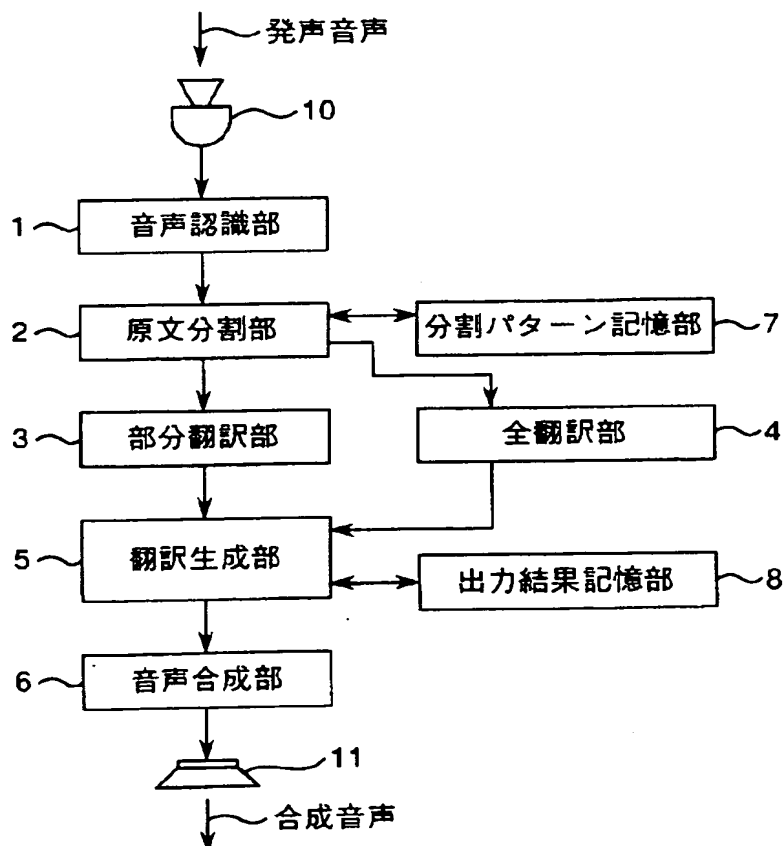 発声音声
10
1 音声認識部
2 原文分割部 分割パターン記憶部 7
3 部分翻訳部 全翻訳部 4
5 翻訳生成部
出力結果記憶部 8
6 音声合成部
11
合成音声